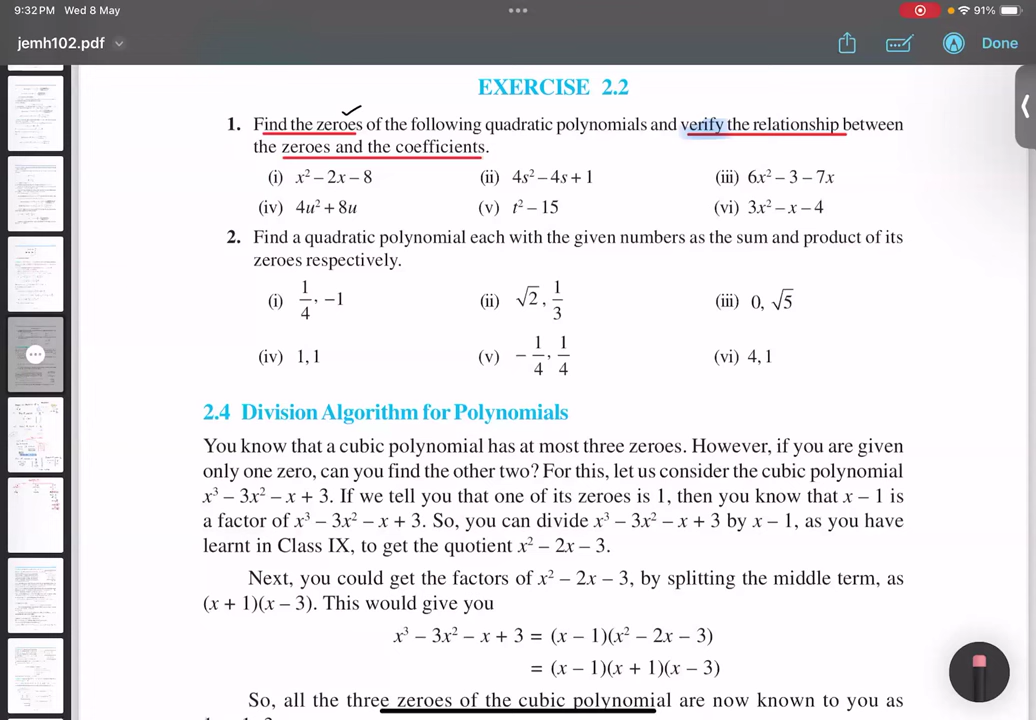 9:32 PM Wed 8 May
91%
jemh102.pdf
Done
EXERCISE 2.2
1. Find the zeroes of the following quadratic polynomials and verify the relationship between
the zeroes and the coefficients.
(i) x² – 2x – 8 (ii) 4s² – 4s + 1 (iii) 6x² – 3 – 7x
(iv) 4u² + 8u (v) t² – 15 (vi) 3x² – x – 4
2. Find a quadratic polynomial each with the given numbers as the sum and product of its
zeroes respectively.
(i) 1/4, –1 (ii) √2, 1/3 (iii) 0, √5
(iv) 1, 1 (v) –1/4, 1/4 (vi) 4, 1
2.4 Division Algorithm for Polynomials
You know that a cubic polynomial has at most three zeroes. However, if you are given
only one zero, can you find the other two? For this, let us consider the cubic polynomial
x³ – 3x² – x + 3. If we tell you that one of its zeroes is 1, then you know that x – 1 is
a factor of x³ – 3x² – x + 3. So, you can divide x³ – 3x² – x + 3 by x – 1, as you have
learnt in Class IX, to get the quotient x² – 2x – 3.
Next, you could get the factors of x² – 2x – 3, by splitting the middle term, as
(x + 1)(x – 3). This would give you
x³ – 3x² – x + 3 = (x – 1)(x² – 2x – 3)
= (x – 1)(x + 1)(x – 3)
So, all the three zeroes of the cubic polynomial are now known to you as